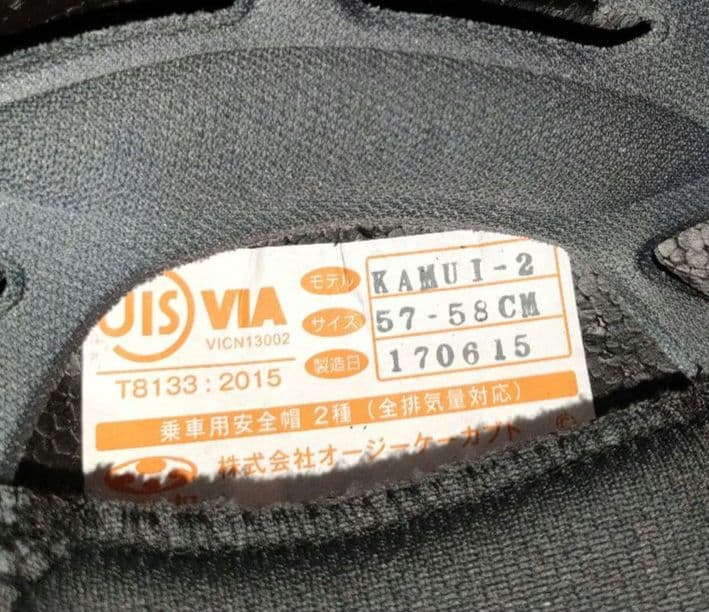 JIS VIA
VICN13002
T8133:2015
モデル KAMUI-2
サイズ 57-58CM
製造日 170615
乗車用安全帽 2種 (全排気量対応)
株式会社オージーケーカブト